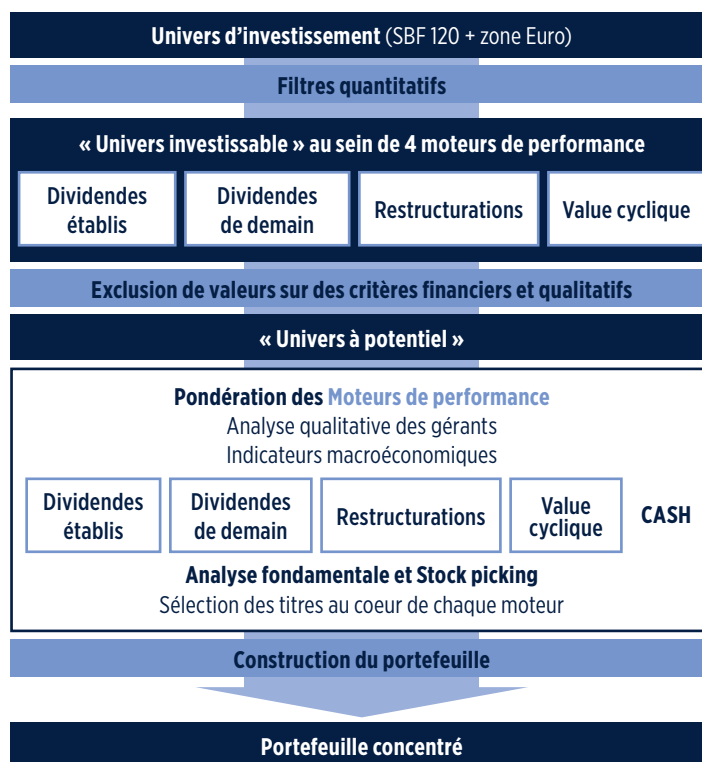 Univers d'investissement (SBF 120 + zone Euro)
Filtres quantitatifs
« Univers investissable » au sein de 4 moteurs de performance
Dividendes
établis
Dividendes
de demain
Restructurations
Value cyclique
Exclusion de valeurs sur des critères financiers et qualitatifs
« Univers à potentiel »
Pondération des Moteurs de performance
Analyse qualitative des gérants
Indicateurs macroéconomiques
Dividendes
établis
Dividendes
de demain
Restructurations
Value
cyclique
CASH
Analyse fondamentale et Stock picking
Sélection des titres au coeur de chaque moteur
Construction du portefeuille
Portefeuille concentré